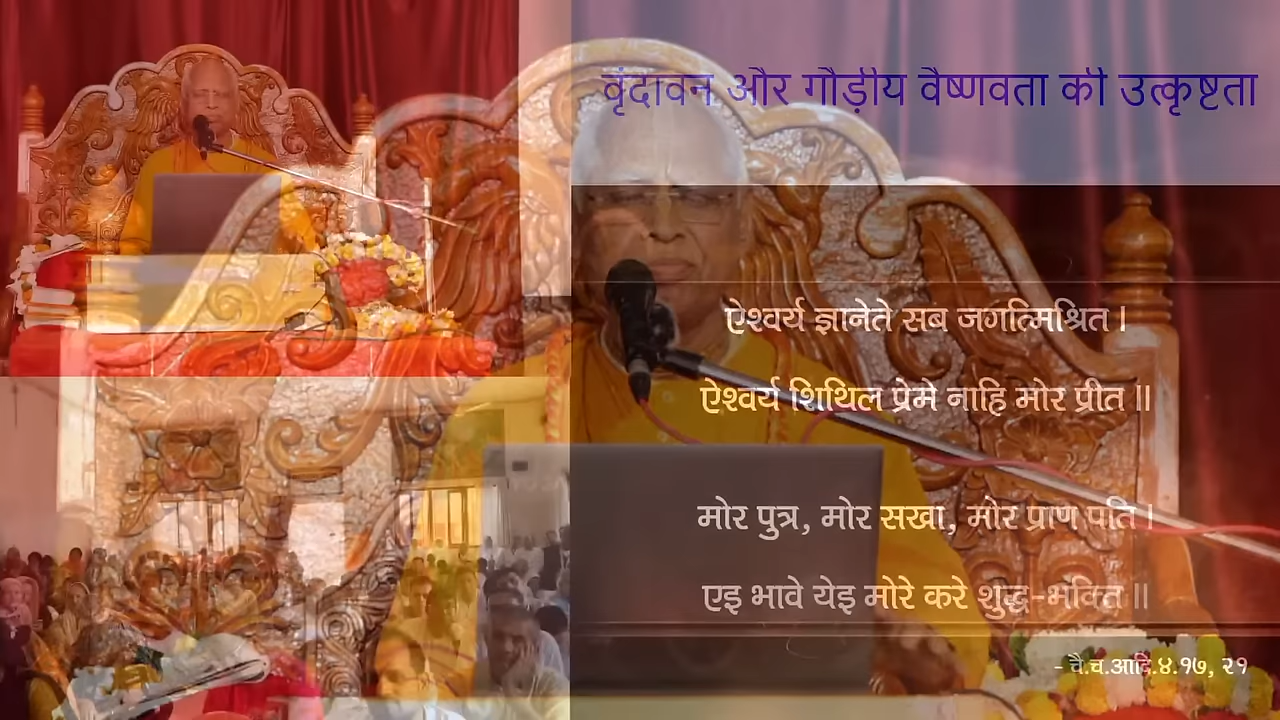 वृंदावन और गौड़ीय वैष्णवता की उत्कृष्टता
ऐश्वर्य ज्ञानेते सब जगत्मिश्रित ।
ऐश्वर्य शिथिल प्रेमे नाहि मोर प्रीत ॥
मोर पुत्र, मोर सखा, मोर प्राण पति ।
एइ भावे येइ मोरे करे शुद्ध-भक्ति ॥
- चै.च.आदि.४.१७, २१